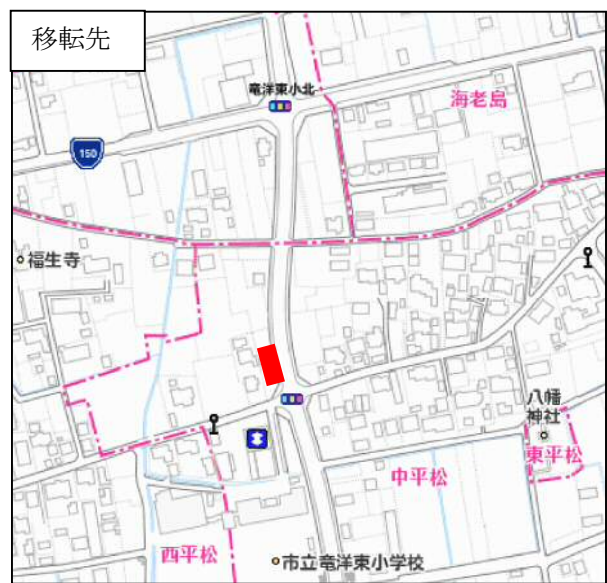 移転先
竜洋東小北
海老島
150
福生寺
八幡
神社
東平松
中平松
西平松
市立竜洋東小学校